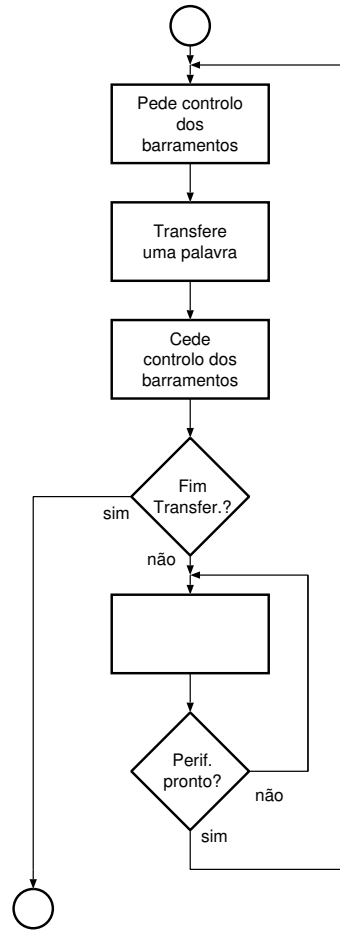 Pede controlo
dos
barramentos
Transfere
uma palavra
Cede
controlo dos
barramentos
Fim
Transfer.?
sim
não
Perif.
pronto?
não
sim